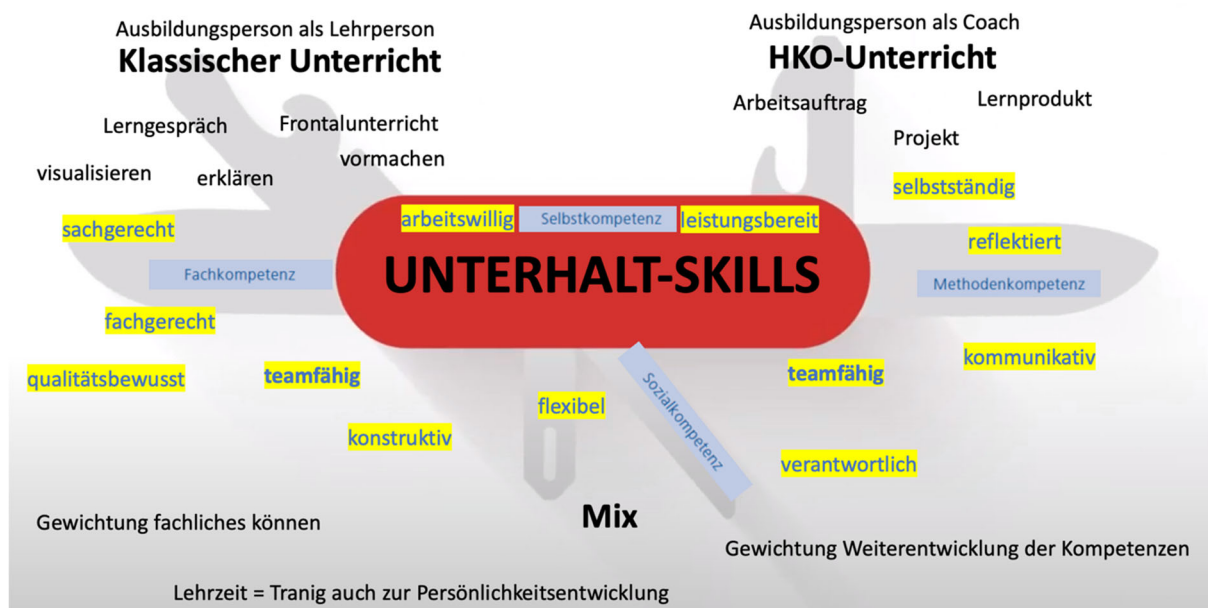 Ausbildungsperson als Lehrperson
Klassischer Unterricht
Ausbildungsperson als Coach
HKO-Unterricht
Lerngespräch
Frontalunterricht
vormachen
visualisieren
erklären
Arbeitsauftrag
Lernprodukt
Projekt
selbstständig
sachgerecht
arbeitswillig
Selbstkompetenz
leistungsbereit
reflektiert
Fachkompetenz
UNTERHALT-SKILLS
Methodenkompetenz
fachgerecht
qualitätsbewusst
teamfähig
konstruktiv
flexibel
Sozialkompetenz
teamfähig
kommunikativ
verantwortlich
Gewichtung fachliches können
Mix
Gewichtung Weiterentwicklung der Kompetenzen
Lehrzeit = Tranig auch zur Persönlichkeitsentwicklung